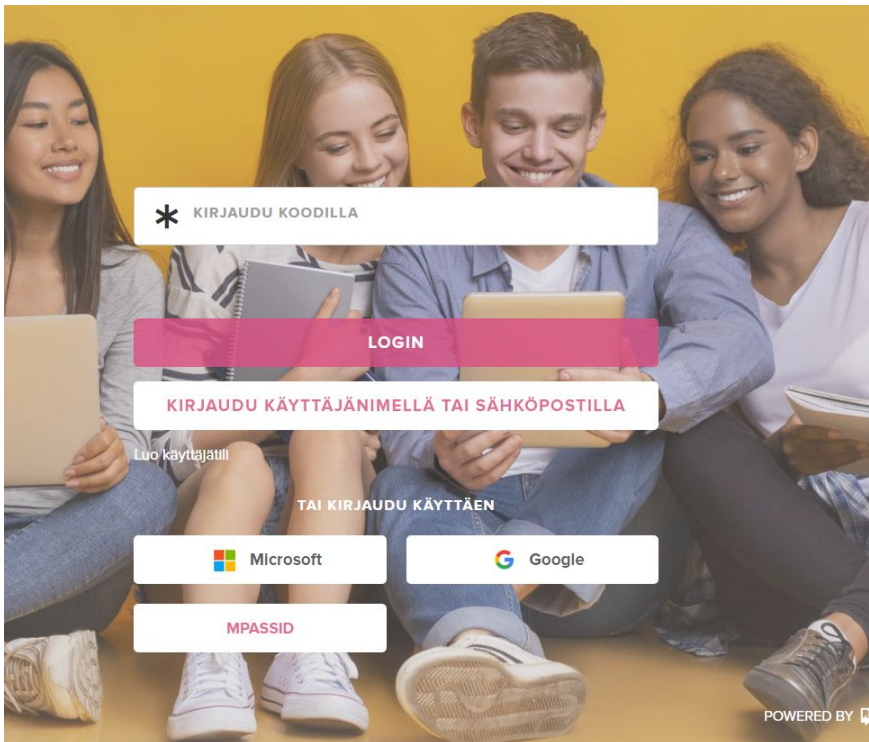 KIRJAUDU KOODILLA
LOGIN
KIRJAUDU KÄYTTÄJÄNIMELLÄ TAI SÄHKÖPOSTILLA
Luo käyttäjätili
TAI KIRJAUDU KÄYTTÄEN
Microsoft
Google
MPASSID
POWERED BY